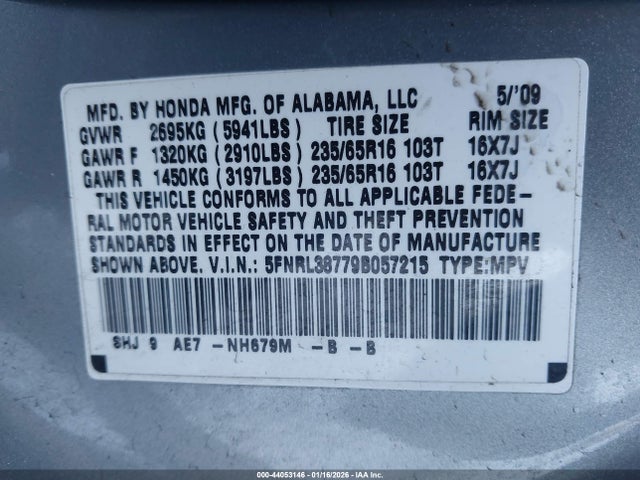 MFD. BY HONDA MFG. OF ALABAMA, LLC 5/'09
GVWR 2695KG (5941LBS) TIRE SIZE RIM SIZE
GAWR F 1320KG (2910LBS) 235/65R16 103T 16X7J
GAWR R 1450KG (3197LBS) 235/65R16 103T 16X7J
THIS VEHICLE CONFORMS TO ALL APPLICABLE FEDE-
RAL MOTOR VEHICLE SAFETY AND THEFT PREVENTION
STANDARDS IN EFFECT ON THE DATE OF MANUFACTURE
SHOWN ABOVE. V.I.N.: 5FNRL38779B057215 TYPE:MPV
SHJ 9 AE7 -NH679M -B -B
000-44053146 - 01/16/2026 - IAA Inc.